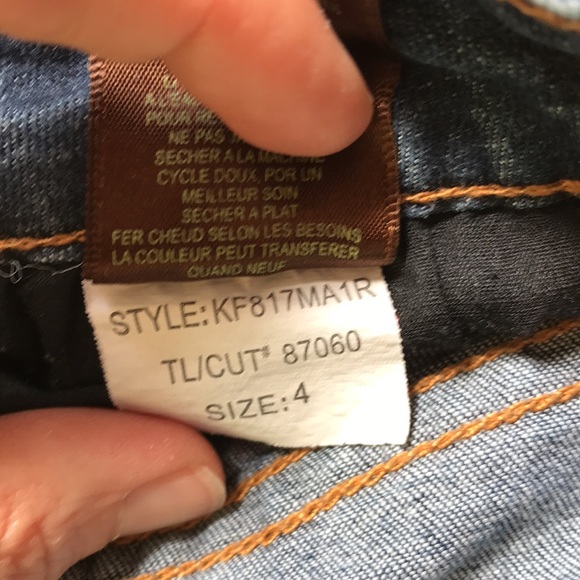 POUR
NE PAS
SECHER A LA MACHINE
CYCLE DOUX, POR UN
MEILLEUR SOIN
SECHER A PLAT
FER CHEUD SELON LES BESOINS
LA COULEUR PEUT TRANSFERER
QUAND NEUF
STYLE: KF817MA1R
TL/CUT# 87060
SIZE: 4